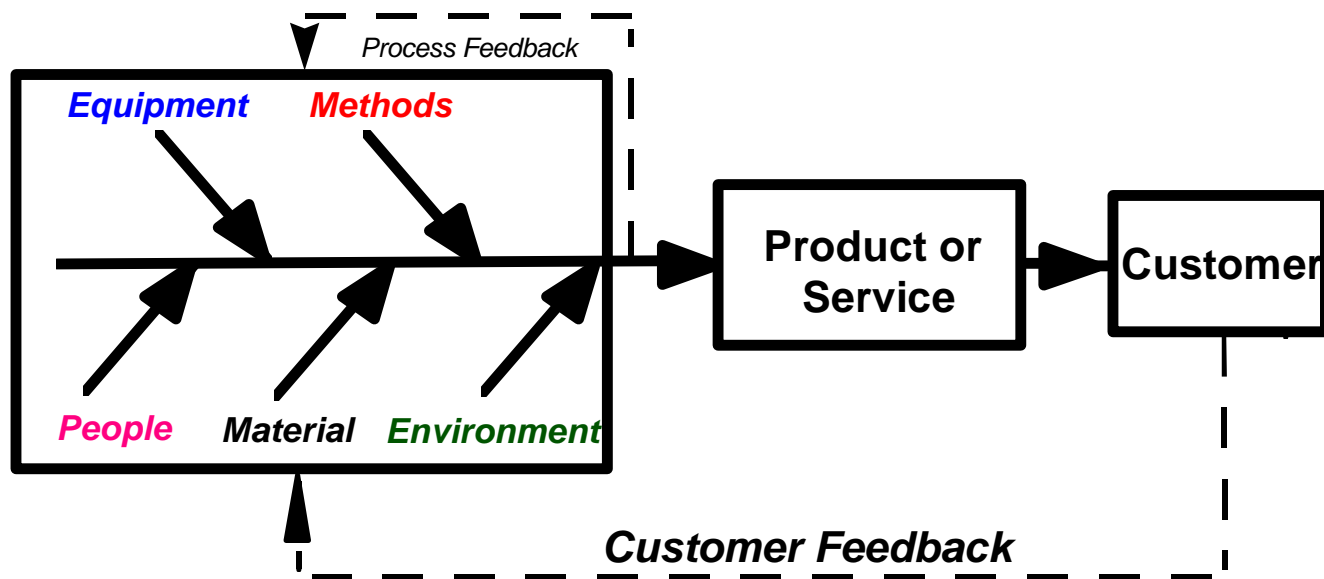 Process Feedback
Equipment Methods
Product or
Service
Customer
People Material Environment
Customer Feedback